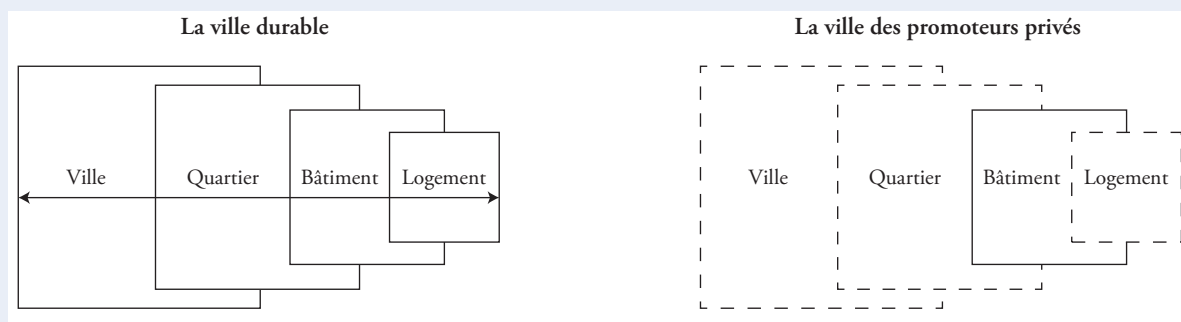 La ville durable
La ville des promoteurs privés
Ville Quartier Bâtiment Logement
Ville Quartier Bâtiment Logement